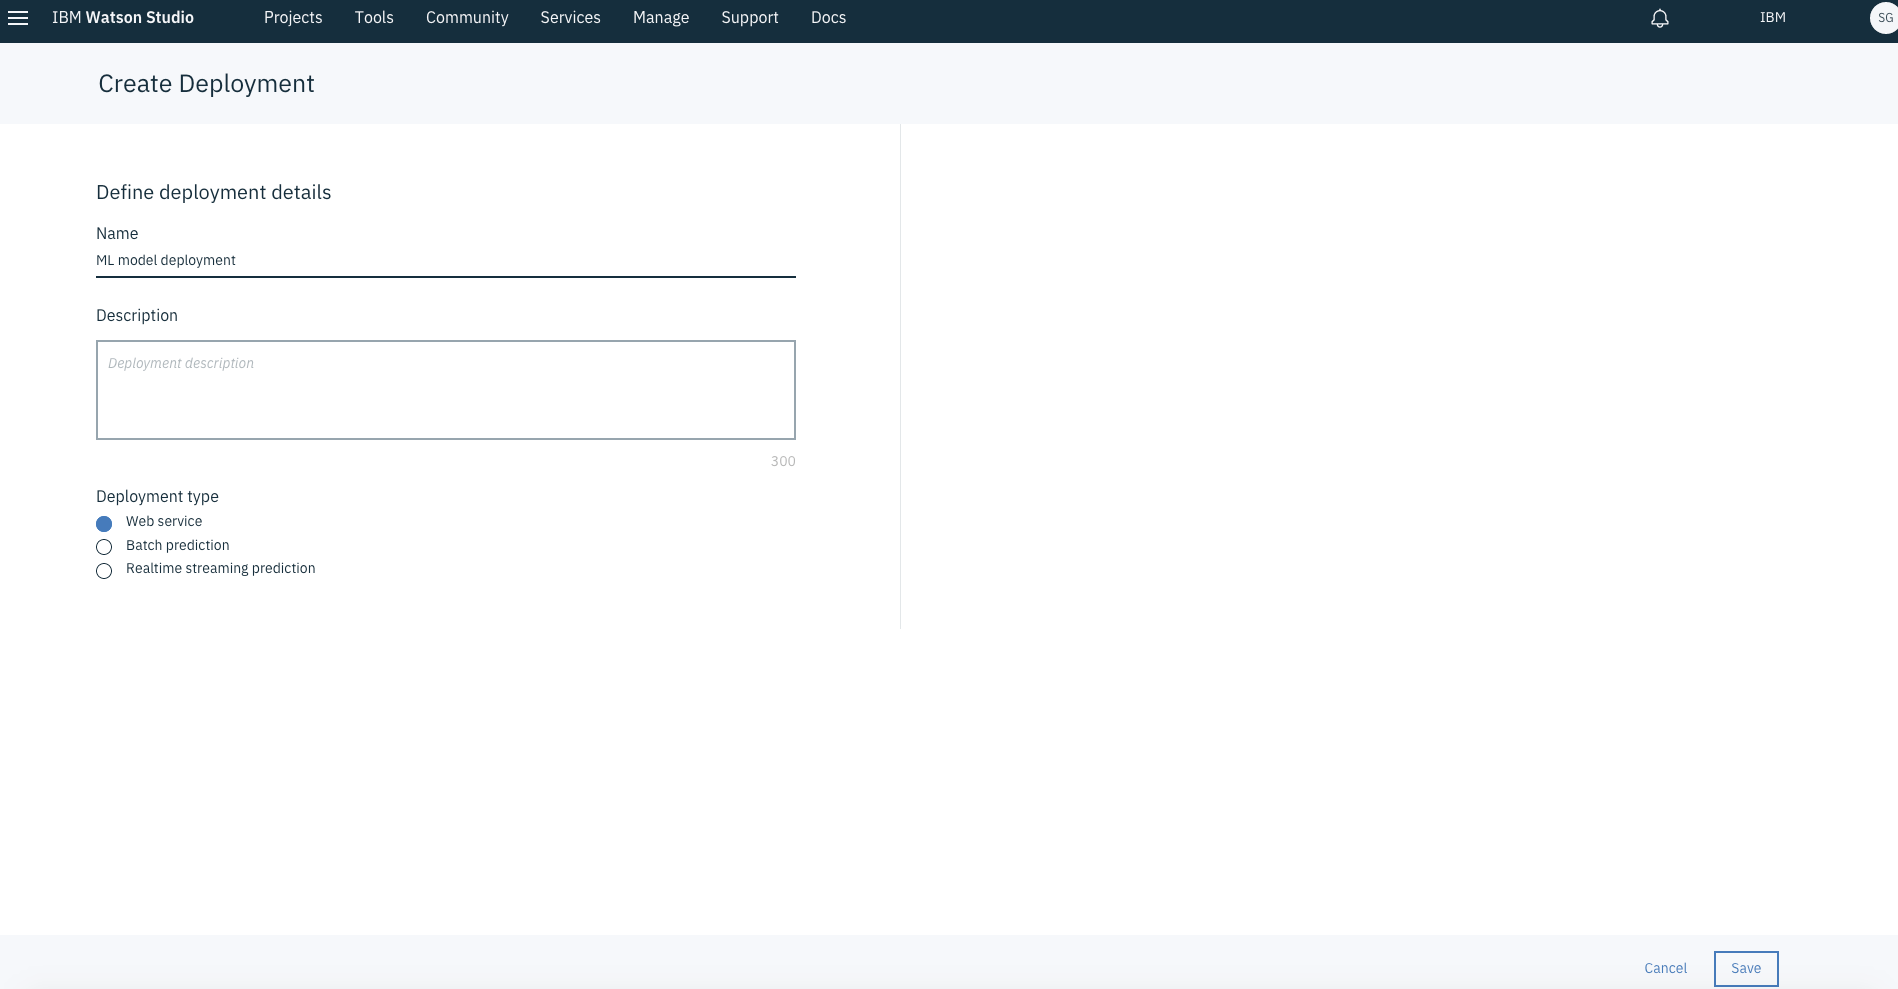 IBM Watson Studio Projects Tools Community Services Manage Support Docs IBM SG
Create Deployment
Define deployment details
Name
ML model deployment
Description
Deployment description
300
Deployment type
Web service
Batch prediction
Realtime streaming prediction
Cancel Save